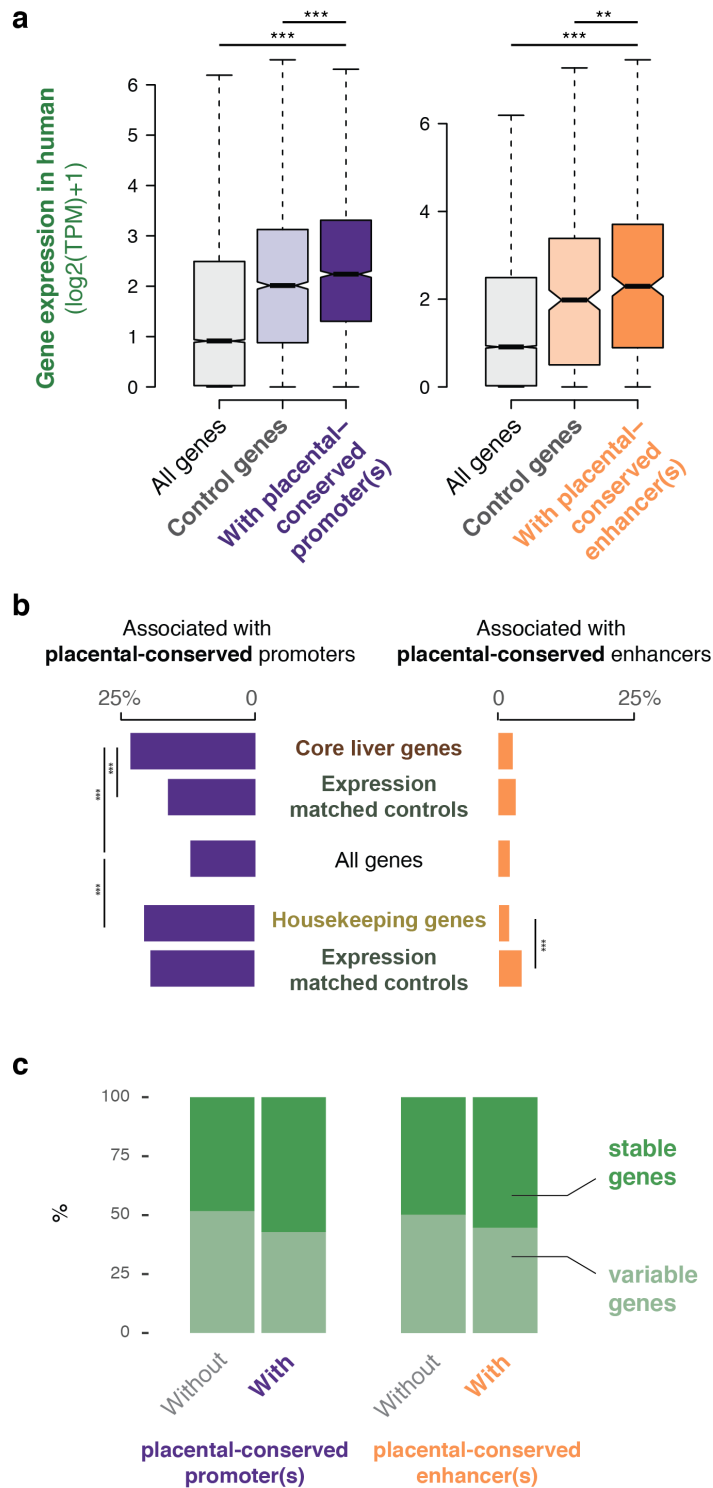 a
*** **
*** ***
Gene expression in human
(log2(TPM)+1)
6
5
4
3
2
1
0
6
4
2
0
All genes
Control genes
With placental–
conserved
promoter(s)
All genes
Control genes
With placental–
conserved
enhancer(s)
b
Associated with
placental-conserved promoters
Associated with
placental-conserved enhancers
25% 0
0 25%
Core liver genes
***
Expression
matched controls
***
All genes
***
Housekeeping genes
Expression
matched controls
***
c
%
100
75
50
25
0
stable
genes
variable
genes
Without
With
Without
With
placental-conserved
promoter(s)
placental-conserved
enhancer(s)